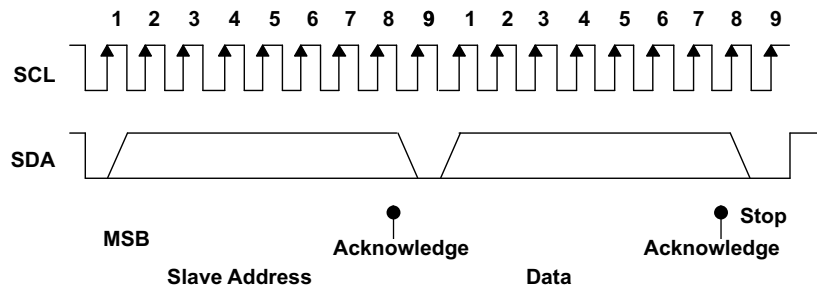 1 2 3 4 5 6 7 8 9 1 2 3 4 5 6 7 8 9
SCL
SDA
Stop
MSB
Acknowledge Acknowledge
Slave Address Data